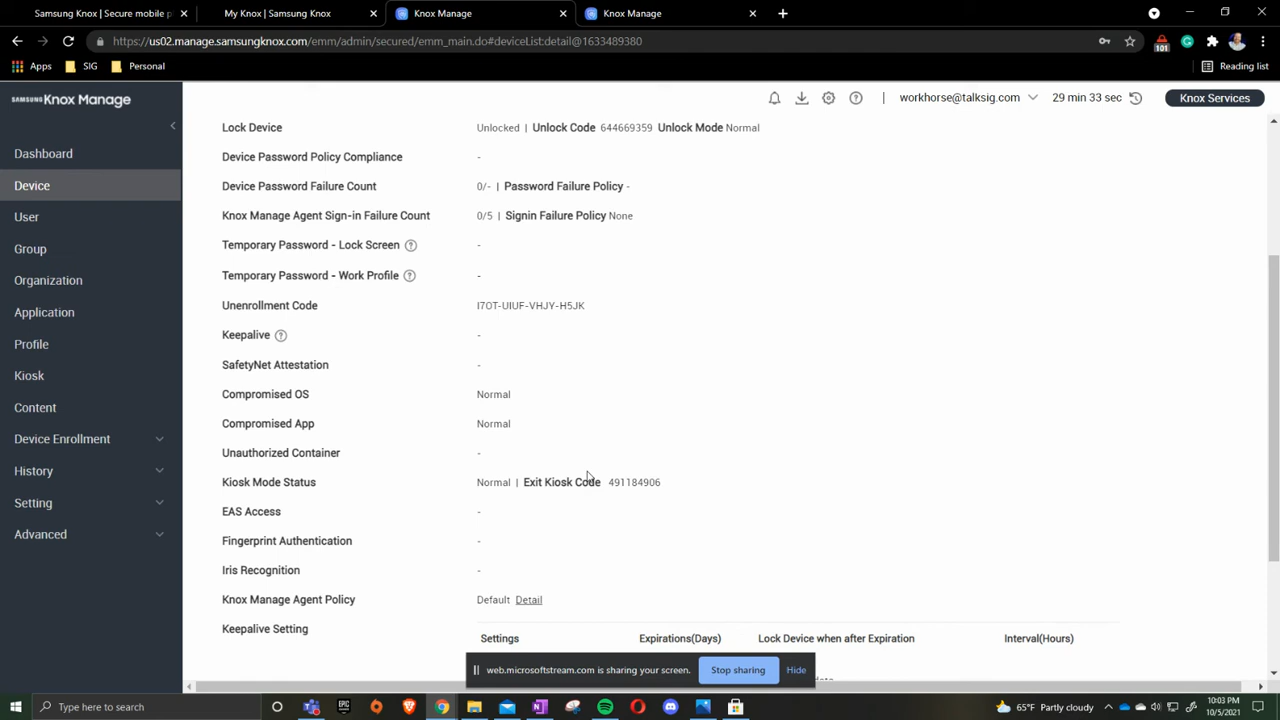 Samsung Knox | Secure mobile p
My Knox | Samsung Knox
Knox Manage
Knox Manage
https://us02.manage.samsungknox.com/emm/admin/secured/emm_main.do#deviceList:detail@1633489380
101
Apps
SIG
Personal
Reading list
SAMSUNG Knox Manage
workhorse@talksig.com
29 min 33 sec
Knox Services
Dashboard
Device
User
Group
Organization
Application
Profile
Kiosk
Content
Device Enrollment
History
Setting
Advanced
Lock Device Unlocked | Unlock Code 644669359 Unlock Mode Normal
Device Password Policy Compliance -
Device Password Failure Count 0/- | Password Failure Policy -
Knox Manage Agent Sign-in Failure Count 0/5 | Signin Failure Policy None
Temporary Password - Lock Screen ? -
Temporary Password - Work Profile ? -
Unenrollment Code I7OT-UIUF-VHJY-H5JK
Keepalive ? -
SafetyNet Attestation -
Compromised OS Normal
Compromised App Normal
Unauthorized Container -
Kiosk Mode Status Normal | Exit Kiosk Code 491184906
EAS Access -
Fingerprint Authentication -
Iris Recognition -
Knox Manage Agent Policy Default Detail
Keepalive Setting
Settings Expirations(Days) Lock Device when after Expiration Interval(Hours)
web.microsoftstream.com is sharing your screen. Stop sharing Hide
Type here to search
EPIC
65°F Partly cloudy
10:03 PM
10/5/2021